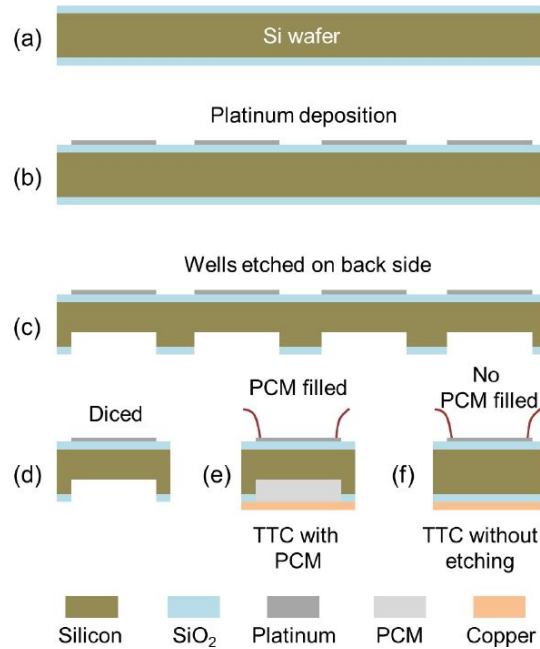 (a)
Si wafer
Platinum deposition
(b)
Wells etched on back side
(c)
Diced
PCM filled
No
PCM filled
(d)
(e)
(f)
TTC with
PCM
TTC without
etching
Silicon
SiO₂
Platinum
PCM
Copper